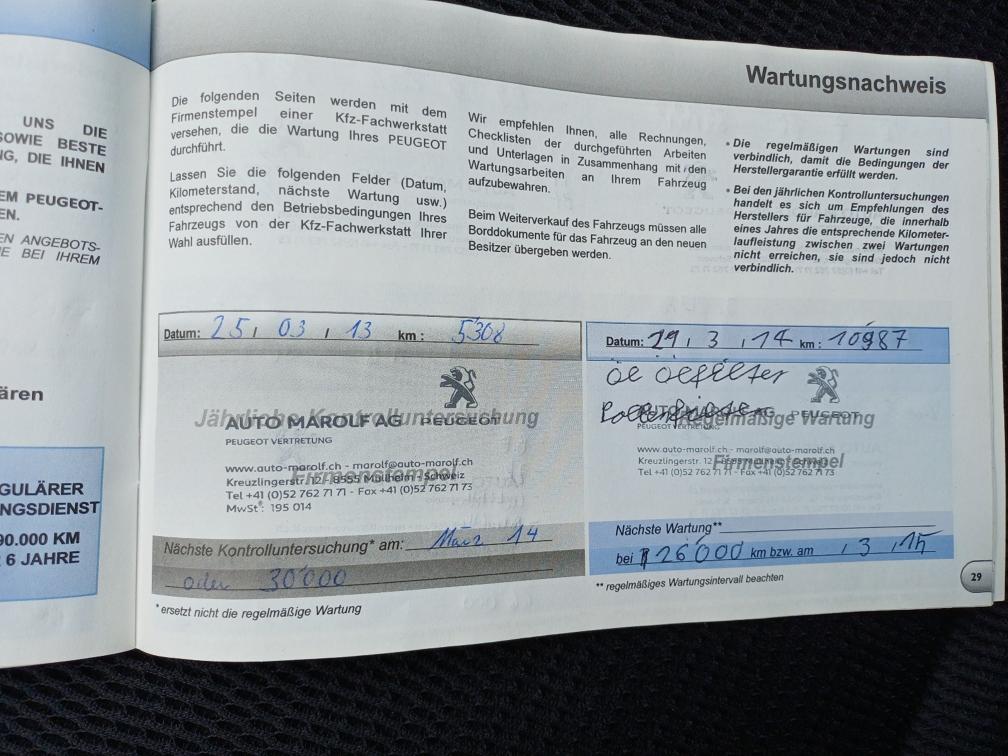 UNS DIE
SOWIE BESTE
NG, DIE IHNEN
EM PEUGEOT-
EN.
EN ANGEBOTS-
E BEI IHREM
ären
GULÄRER
NGSDIENST
90.000 KM
6 JAHRE
Wartungsnachweis
Die folgenden Seiten werden mit dem
Firmenstempel einer Kfz-Fachwerkstatt
versehen, die die Wartung Ihres PEUGEOT
durchführt.
Lassen Sie die folgenden Felder (Datum,
Kilometerstand, nächste Wartung usw.)
entsprechend den Betriebsbedingungen Ihres
Fahrzeugs von der Kfz-Fachwerkstatt Ihrer
Wahl ausfüllen.
Wir empfehlen Ihnen, alle Rechnungen,
Checklisten der durchgeführten Arbeiten
und Unterlagen in Zusammenhang mit den
Wartungsarbeiten an Ihrem Fahrzeug
aufzubewahren.
Beim Weiterverkauf des Fahrzeugs müssen alle
Borddokumente für das Fahrzeug an den neuen
Besitzer übergeben werden.
• Die regelmäßigen Wartungen sind
verbindlich, damit die Bedingungen der
Herstellergarantie erfüllt werden.
• Bei den jährlichen Kontrolluntersuchungen
handelt es sich um Empfehlungen des
Herstellers für Fahrzeuge, die innerhalb
eines Jahres die entsprechende Kilometer-
laufleistung zwischen zwei Wartungen
nicht erreichen, sie sind jedoch nicht
verbindlich.
Datum: 25 / 03 / 13 km : 5308
Jährliche Kontrolluntersuchung
AUTO MAROLF AG PEUGEOT
PEUGEOT VERTRETUNG
Firmenstempel
www.auto-marolf.ch - marolf@auto-marolf.ch
Kreuzlingerstr. 12 - 8555 Müllheim - Schweiz
Tel +41 (0)52 762 71 71 - Fax +41 (0)52 762 71 73
MwSt: 195 014
Nächste Kontrolluntersuchung* am: März 14
oder 30'000
* ersetzt nicht die regelmäßige Wartung
Datum: 29 / 3 / 14 km : 10987
Öl Oelfilter
Regelmäßige Wartung
PEUGEOT
PEUGEOT VERTRETUNG
Firmenstempel
www.auto-marolf.ch - marolf@auto-marolf.ch
Kreuzlingerstr. 12
Tel +41 (0)52 762 71 71 - Fax +41 (0)52 762 71 73
Nächste Wartung**
bei 26'000 km bzw. am / 3 / 15
** regelmäßiges Wartungsintervall beachten
29